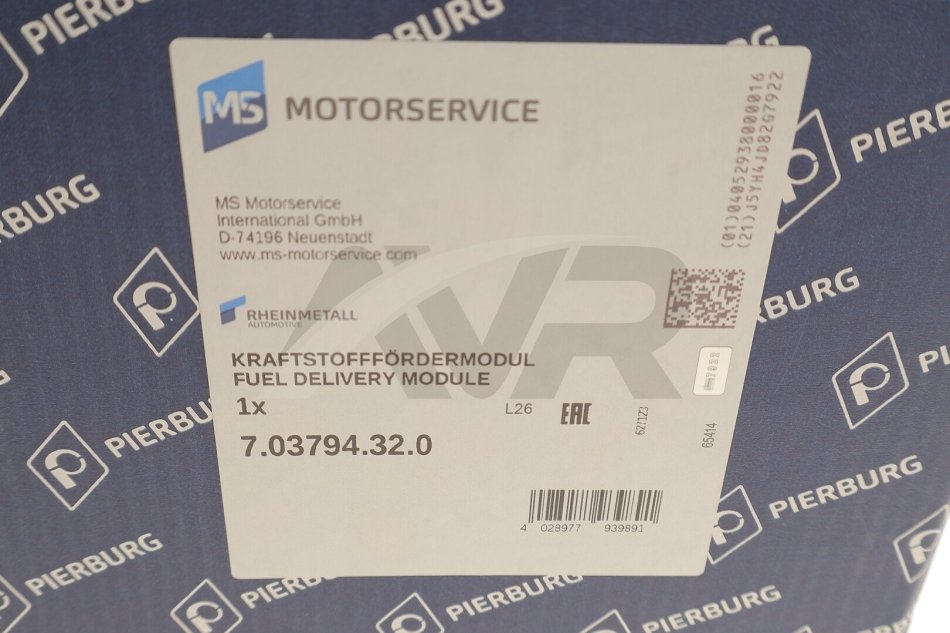 PIERBURG
PIERBURG
MS MOTORSERVICE
(01)04052938000016
(21)J5YH4JD82G7922
MS Motorservice
International GmbH
D-74196 Neuenstadt
www.ms-motorservice.com
AVR
RHEINMETALL
AUTOMOTIVE
KRAFTSTOFFFÖRDERMODUL
FUEL DELIVERY MODULE
1x
L26
EAC
627123
65414
7.03794.32.0
4 028977 939891
PIERBURG
PIERBURG
PIERBURG
PIERBURG
PIERBURG
PIERBURG
PIERBURG